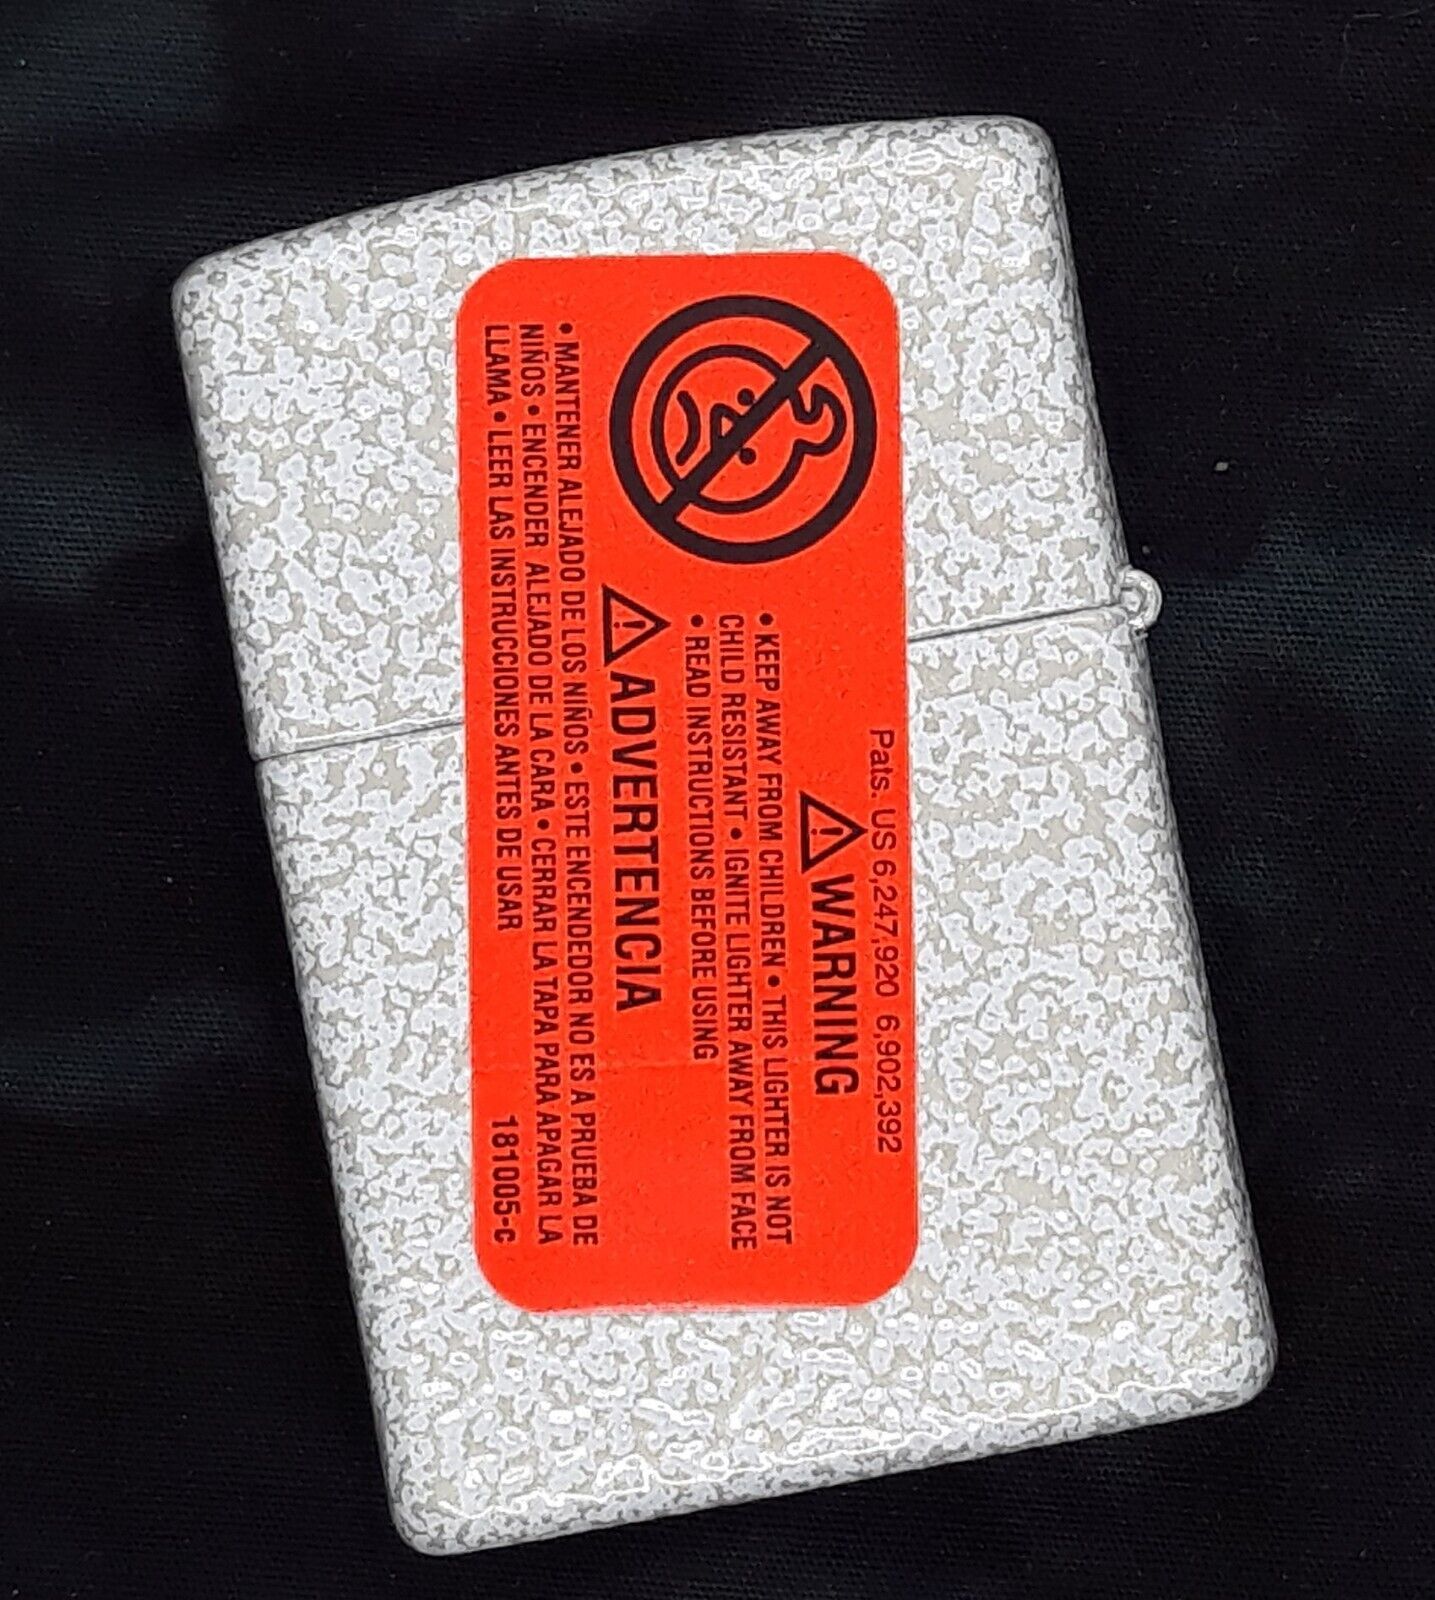 Pats. US 6,247,920 6,902,392
WARNING
• KEEP AWAY FROM CHILDREN • THIS LIGHTER IS NOT
CHILD RESISTANT • IGNITE LIGHTER AWAY FROM FACE
• READ INSTRUCTIONS BEFORE USING
ADVERTENCIA
• MANTENER ALEJADO DE LOS NIÑOS • ESTE ENCENDEDOR NO ES A PRUEBA DE
NIÑOS • ENCENDER ALEJADO DE LA CARA • CERRAR LA TAPA PARA APAGAR LA
LLAMA • LEER LAS INSTRUCCIONES ANTES DE USAR
181005-C